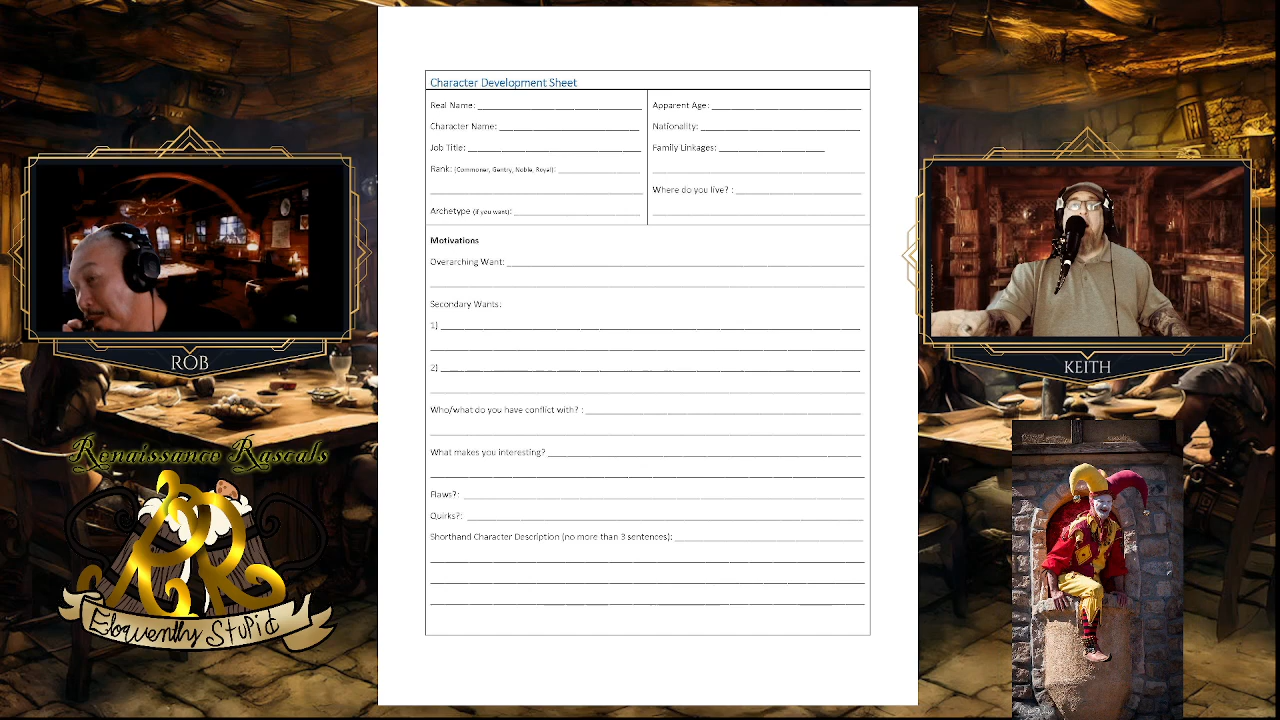 Character Development Sheet
Real Name:
Apparent Age:
Character Name:
Nationality:
Job Title:
Family Linkages:
Rank: (Commoner, Gentry, Noble, Royal):
Where do you live? :
Archetype (if you want):
Motivations
Overarching Want:
Secondary Wants:
1)
2)
Who/what do you have conflict with? :
What makes you interesting?
Flaws?:
Quirks?:
Shorthand Character Description (no more than 3 sentences):
ROB
KEITH
Renaissance Rascals
RR
Eloquently Stupid